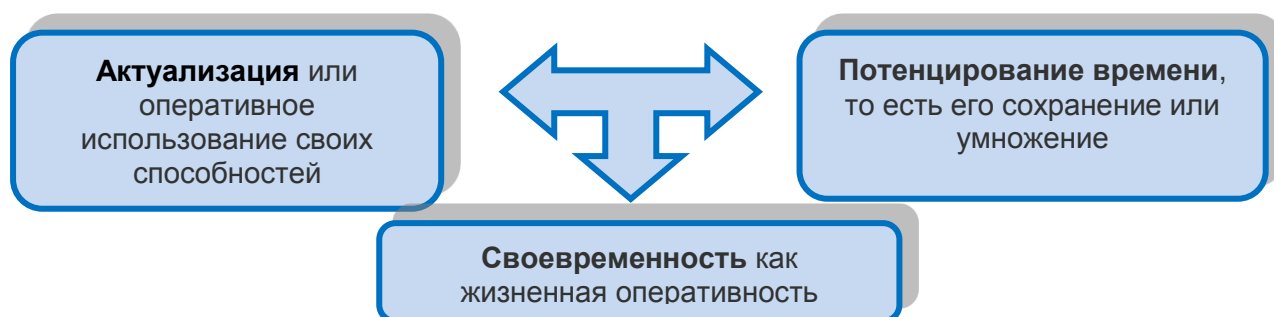 Актуализация или
оперативное
использование своих
способностей
Потенцирование времени,
то есть его сохранение или
умножение
Своевременность как
жизненная оперативность